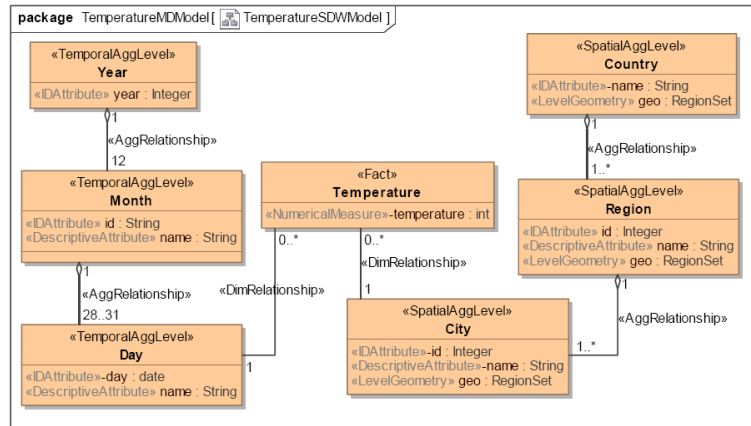 package TemperatureMDModel[ TemperatureSDWModel ]
«TemporalAggLevel»
Year
«IDAttribute» year : Integer
1
«AggRelationship»
12
«TemporalAggLevel»
Month
«IDAttribute» id : String
«DescriptiveAttribute» name : String
1
«AggRelationship»
28..31
«TemporalAggLevel»
Day
«IDAttribute»-day : date
«DescriptiveAttribute» name : String
1
«Fact»
Temperature
«NumericalMeasure»-temperature : int
0..*
0..*
«DimRelationship»
«DimRelationship»
1
«SpatialAggLevel»
City
«IDAttribute»-id : Integer
«DescriptiveAttribute»-name : String
«LevelGeometry» geo : RegionSet
«SpatialAggLevel»
Country
«IDAttribute»-name : String
«LevelGeometry» geo : RegionSet
1
«AggRelationship»
1..*
«SpatialAggLevel»
Region
«IDAttribute» id : Integer
«DescriptiveAttribute» name : String
«LevelGeometry» geo : RegionSet
1
«AggRelationship»
1..*